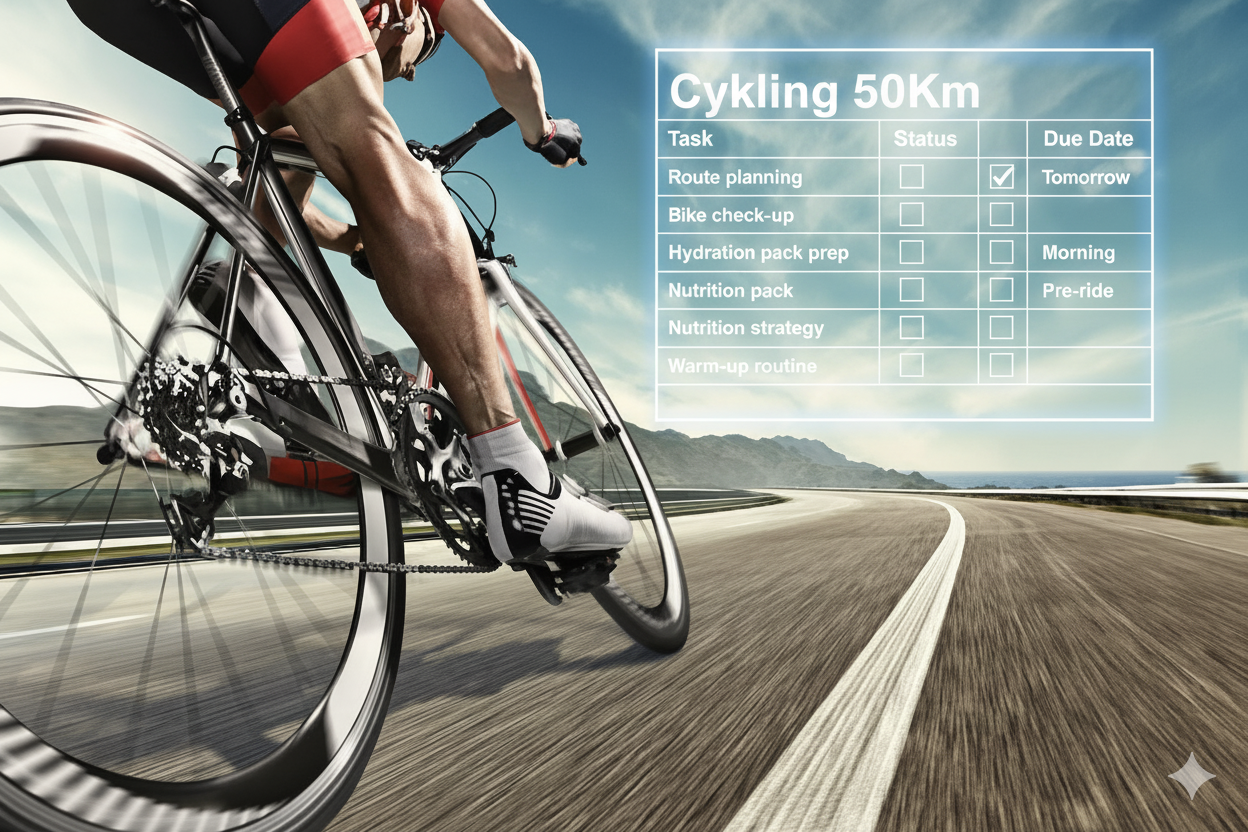 Cykling 50Km
Task Status Due Date
Route planning ☐ ☑ Tomorrow
Bike check-up ☐ ☐
Hydration pack prep ☐ ☐ Morning
Nutrition pack ☐ ☐ Pre-ride
Nutrition strategy ☐ ☐
Warm-up routine ☐ ☐